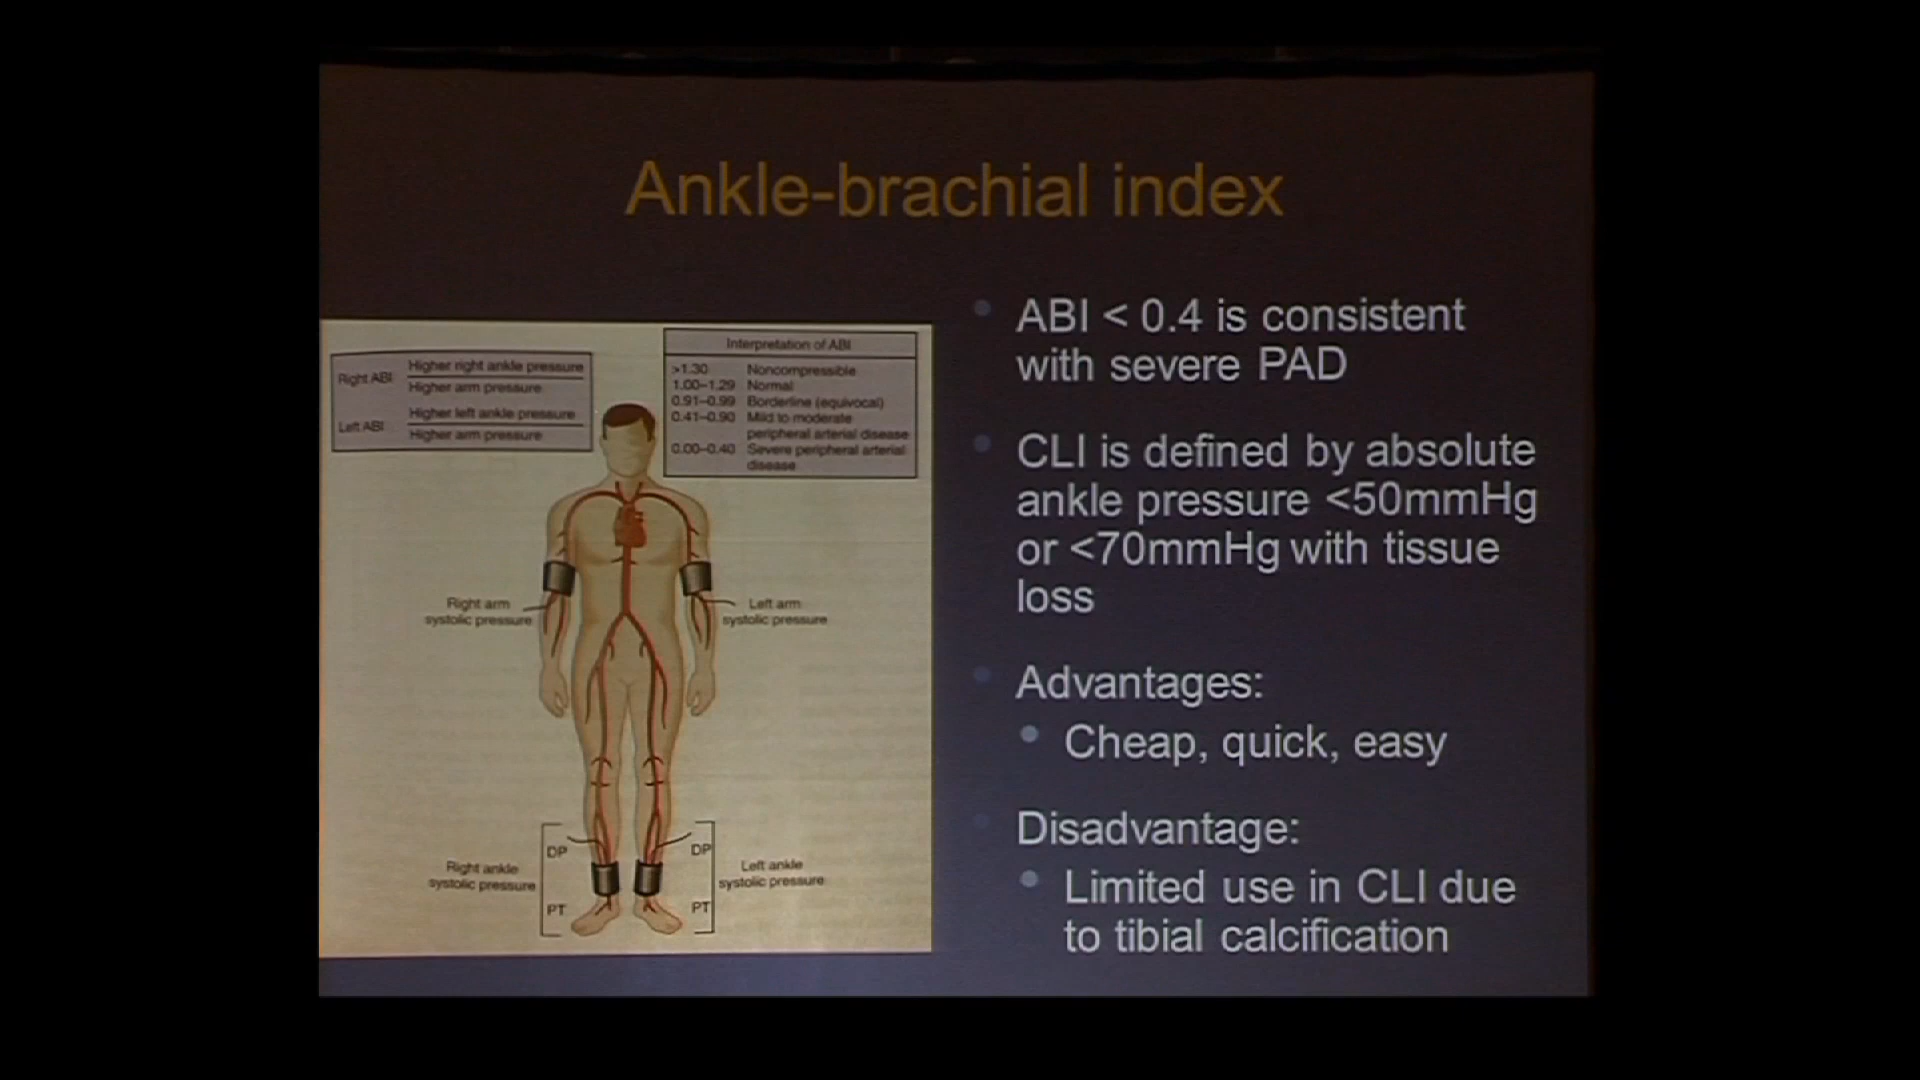 Ankle-brachial index
Right ABI
Higher right ankle pressure
Higher arm pressure
Left ABI
Higher left ankle pressure
Higher arm pressure
Interpretation of ABI
>1.30 Noncompressible
1.00–1.29 Normal
0.91–0.99 Borderline (equivocal)
0.41–0.90 Mild to moderate
peripheral arterial disease
0.00–0.40 Severe peripheral arterial
disease
Right arm
systolic pressure
Left arm
systolic pressure
Right ankle
systolic pressure
DP
PT
DP
PT
Left ankle
systolic pressure
ABI < 0.4 is consistent
with severe PAD
CLI is defined by absolute
ankle pressure <50mmHg
or <70mmHg with tissue
loss
Advantages:
Cheap, quick, easy
Disadvantage:
Limited use in CLI due
to tibial calcification